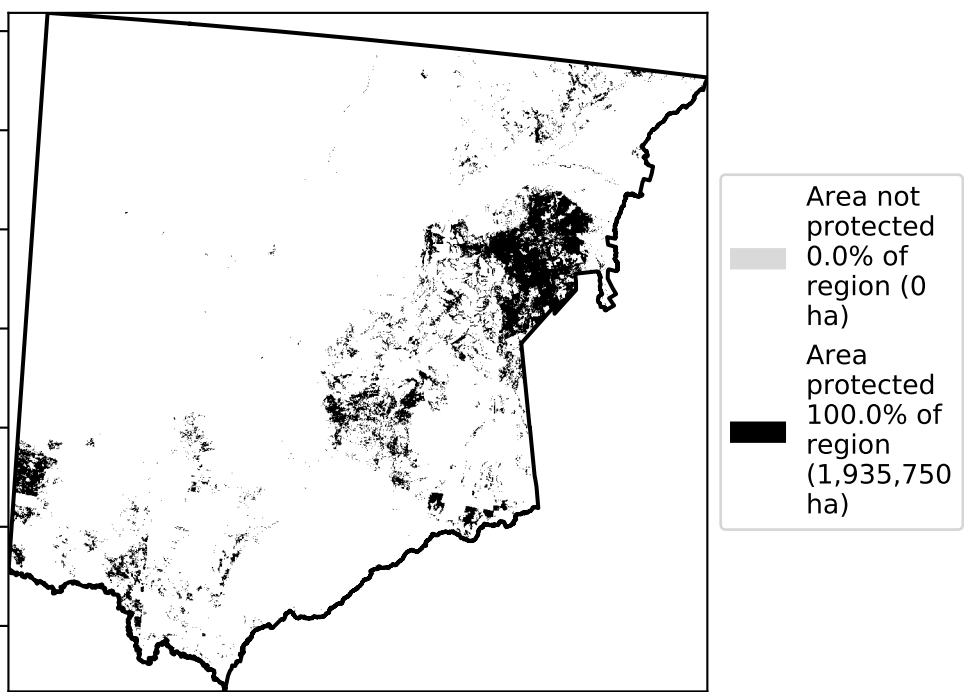 Area not
protected
0.0% of
region (0
ha)
Area
protected
100.0% of
region
(1,935,750
ha)